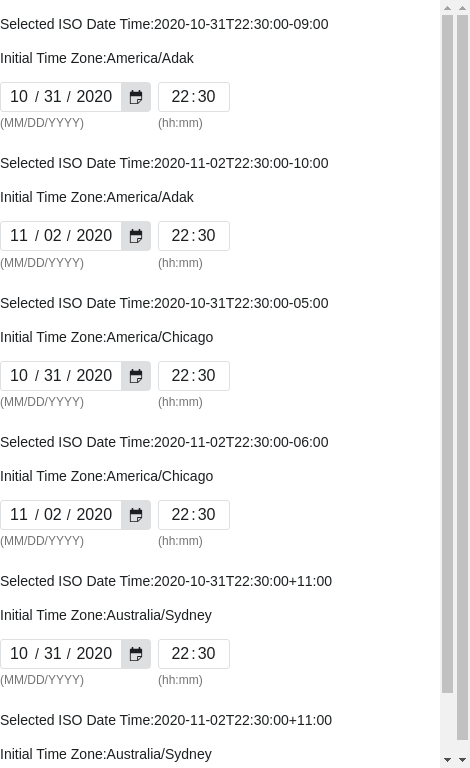 Selected ISO Date Time:2020-10-31T22:30:00-09:00
Initial Time Zone:America/Adak
10 / 31 / 2020 22:30
(MM/DD/YYYY) (hh:mm)
Selected ISO Date Time:2020-11-02T22:30:00-10:00
Initial Time Zone:America/Adak
11 / 02 / 2020 22:30
(MM/DD/YYYY) (hh:mm)
Selected ISO Date Time:2020-10-31T22:30:00-05:00
Initial Time Zone:America/Chicago
10 / 31 / 2020 22:30
(MM/DD/YYYY) (hh:mm)
Selected ISO Date Time:2020-11-02T22:30:00-06:00
Initial Time Zone:America/Chicago
11 / 02 / 2020 22:30
(MM/DD/YYYY) (hh:mm)
Selected ISO Date Time:2020-10-31T22:30:00+11:00
Initial Time Zone:Australia/Sydney
10 / 31 / 2020 22:30
(MM/DD/YYYY) (hh:mm)
Selected ISO Date Time:2020-11-02T22:30:00+11:00
Initial Time Zone:Australia/Sydney